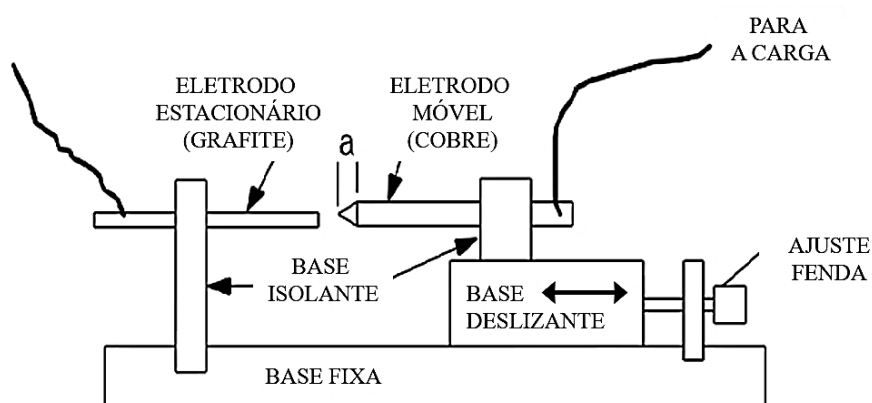 PARA
A CARGA
ELETRODO
ESTACIONÁRIO
(GRAFITE)
ELETRODO
MÓVEL
(COBRE)
a
BASE
ISOLANTE
BASE
DESLIZANTE
AJUSTE
FENDA
BASE FIXA